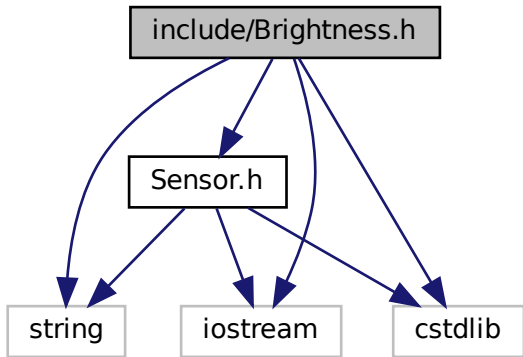 include/Brightness.h
Sensor.h
string
iostream
cstdlib